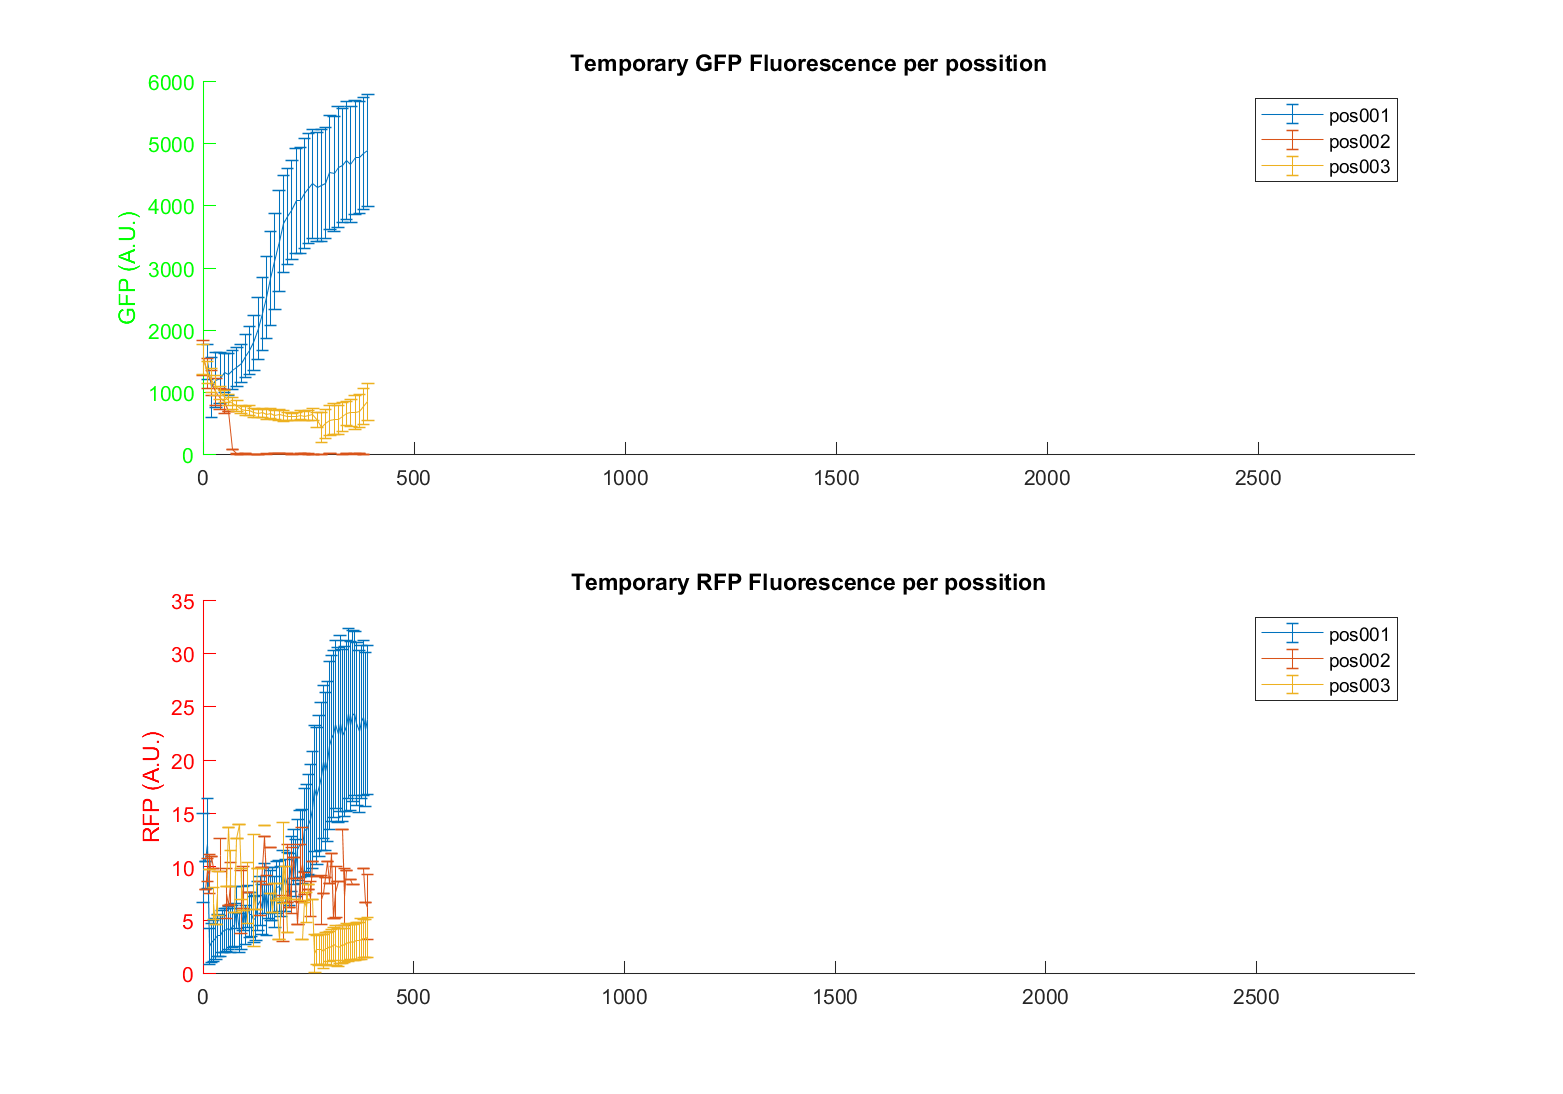 Temporary GFP Fluorescence per possition
6000
5000
4000
3000
2000
1000
0
GFP (A.U.)
0 500 1000 1500 2000 2500
pos001
pos002
pos003
Temporary RFP Fluorescence per possition
35
30
25
20
15
10
5
0
RFP (A.U.)
0 500 1000 1500 2000 2500
pos001
pos002
pos003